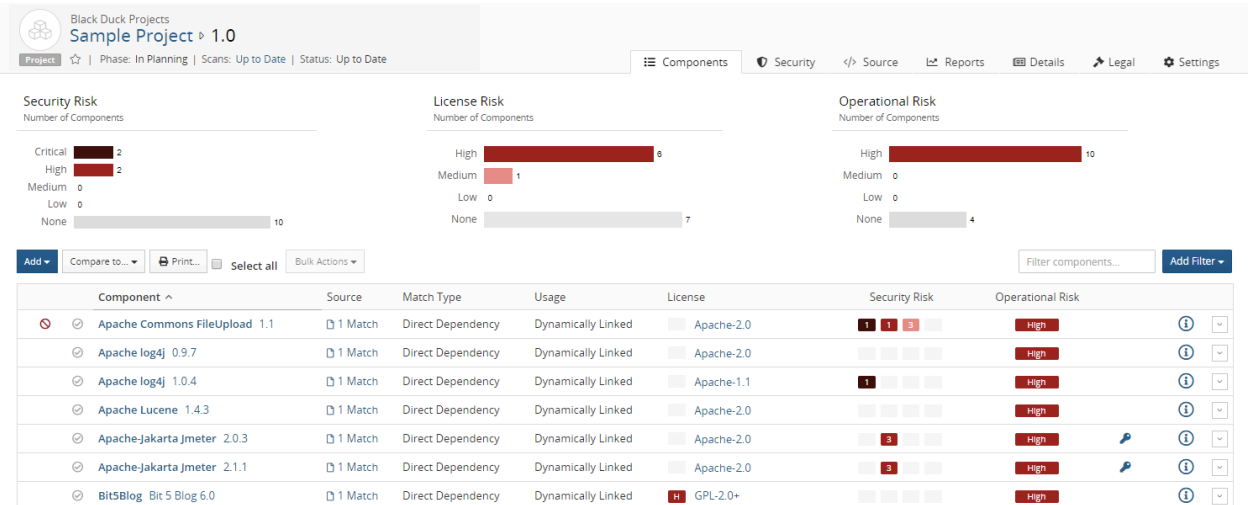 Black Duck Projects
Sample Project ▹ 1.0
Project | Phase: In Planning | Scans: Up to Date | Status: Up to Date
Components Security </> Source Reports Details Legal Settings
Security Risk
Number of Components
Critical 2
High 2
Medium 0
Low 0
None 10
License Risk
Number of Components
High 6
Medium 1
Low 0
None 7
Operational Risk
Number of Components
High 10
Medium 0
Low 0
None 4
Add Compare to... Print... Select all Bulk Actions Filter components... Add Filter
Component Source Match Type Usage License Security Risk Operational Risk
Apache Commons FileUpload 1.1 1 Match Direct Dependency Dynamically Linked Apache-2.0 1 1 3 High
Apache log4j 0.9.7 1 Match Direct Dependency Dynamically Linked Apache-2.0 High
Apache log4j 1.0.4 1 Match Direct Dependency Dynamically Linked Apache-1.1 1 High
Apache Lucene 1.4.3 1 Match Direct Dependency Dynamically Linked Apache-2.0 High
Apache-Jakarta Jmeter 2.0.3 1 Match Direct Dependency Dynamically Linked Apache-2.0 3 High
Apache-Jakarta Jmeter 2.1.1 1 Match Direct Dependency Dynamically Linked Apache-2.0 3 High
Bit5Blog Bit 5 Blog 6.0 1 Match Direct Dependency Dynamically Linked H GPL-2.0+ High